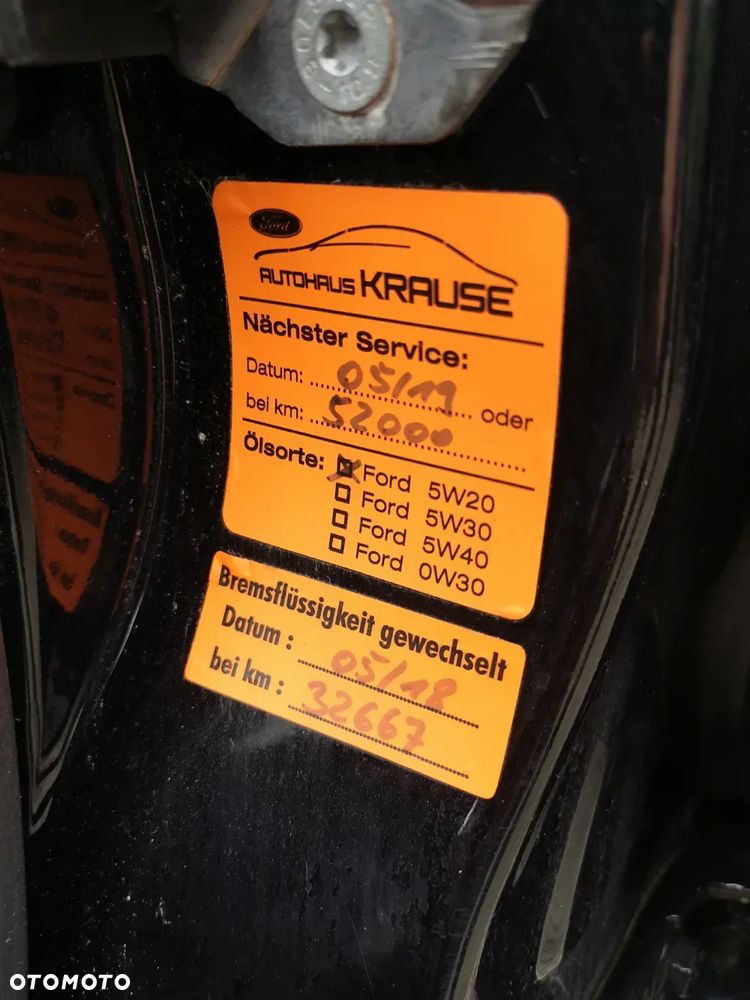 Ford
AUTOHAUS KRAUSE
Nächster Service:
Datum: 05/19 oder
bei km: 52000
Ölsorte: Ford 5W20
Ford 5W30
Ford 5W40
Ford 0W30
Bremsflüssigkeit gewechselt
Datum : 05/18
bei km : 32667
OTOMOTO